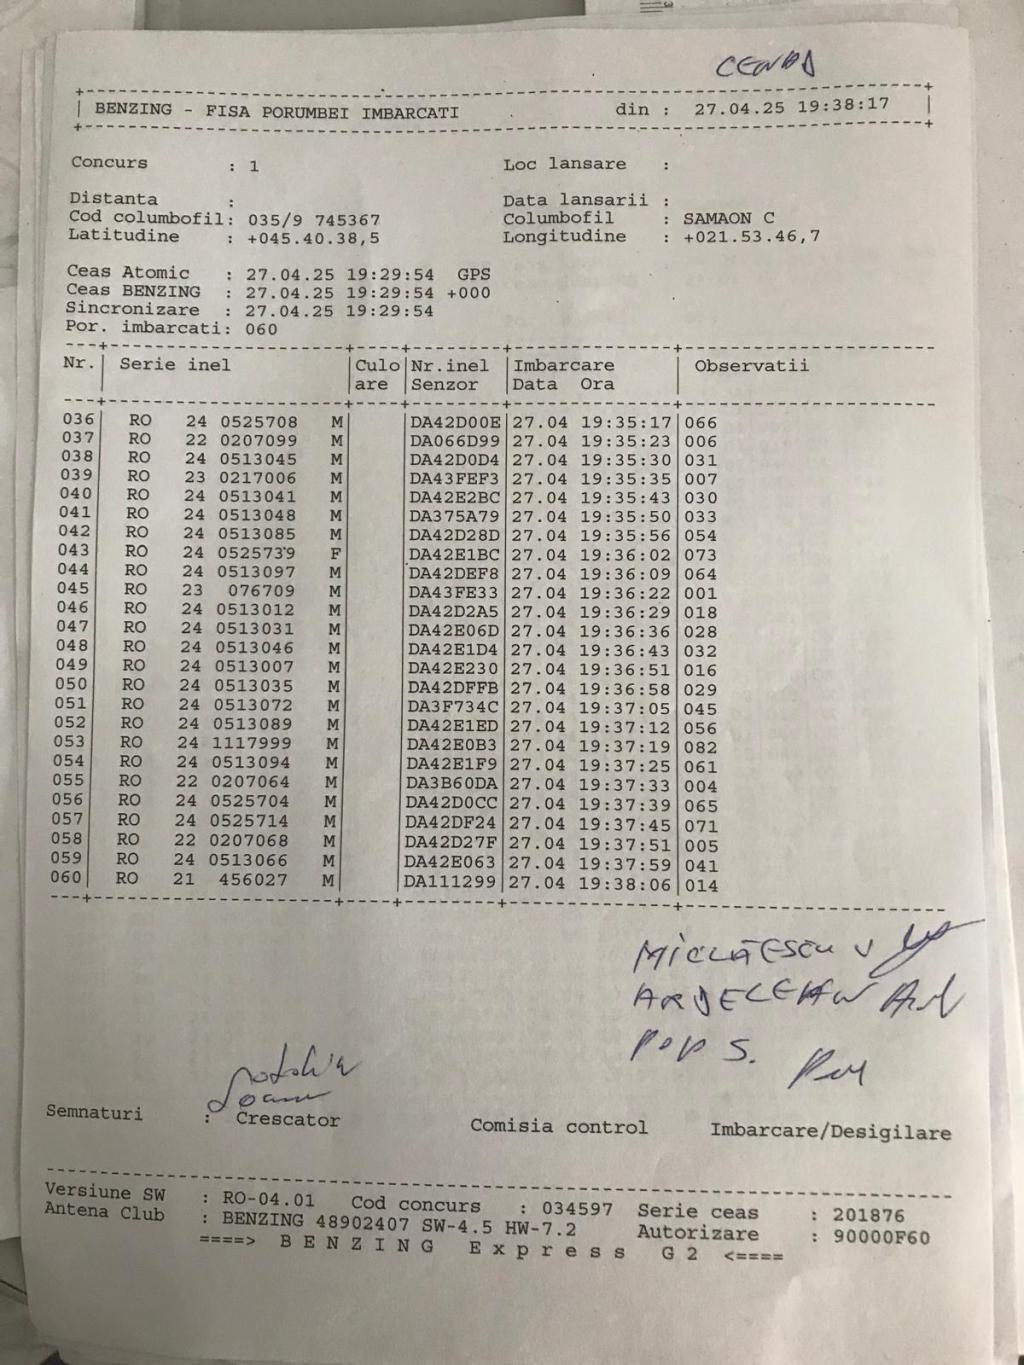 CENAD
BENZING - FISA PORUMBEI IMBARCATI din : 27.04.25 19:38:17
Concurs : 1 Loc lansare :
Distanta : Data lansarii :
Cod columbofil: 035/9 745367 Columbofil : SAMAON C
Latitudine : +045.40.38,5 Longitudine : +021.53.46,7
Ceas Atomic : 27.04.25 19:29:54 GPS
Ceas BENZING : 27.04.25 19:29:54 +000
Sincronizare : 27.04.25 19:29:54
Por. imbarcati: 060
Nr. Serie inel Culo Nr.inel Imbarcare Observatii
are Senzor Data Ora
036 RO 24 0525708 M DA42D00E 27.04 19:35:17 066
037 RO 22 0207099 M DA066D99 27.04 19:35:23 006
038 RO 24 0513045 M DA42D0D4 27.04 19:35:30 031
039 RO 23 0217006 M DA43FEF3 27.04 19:35:35 007
040 RO 24 0513041 M DA42E2BC 27.04 19:35:43 030
041 RO 24 0513048 M DA375A79 27.04 19:35:50 033
042 RO 24 0513085 M DA42D28D 27.04 19:35:56 054
043 RO 24 0525739 F DA42E1BC 27.04 19:36:02 073
044 RO 24 0513097 M DA42DEF8 27.04 19:36:09 064
045 RO 23 076709 M DA43FE33 27.04 19:36:22 001
046 RO 24 0513012 M DA42D2A5 27.04 19:36:29 018
047 RO 24 0513031 M DA42E06D 27.04 19:36:36 028
048 RO 24 0513046 M DA42E1D4 27.04 19:36:43 032
049 RO 24 0513007 M DA42E230 27.04 19:36:51 016
050 RO 24 0513035 M DA42DFFB 27.04 19:36:58 029
051 RO 24 0513072 M DA3F734C 27.04 19:37:05 045
052 RO 24 0513089 M DA42E1ED 27.04 19:37:12 056
053 RO 24 1117999 M DA42E0B3 27.04 19:37:19 082
054 RO 24 0513094 M DA42E1F9 27.04 19:37:25 061
055 RO 22 0207064 M DA3B60DA 27.04 19:37:33 004
056 RO 24 0525704 M DA42D0CC 27.04 19:37:39 065
057 RO 24 0525714 M DA42DF24 27.04 19:37:45 071
058 RO 22 0207068 M DA42D27F 27.04 19:37:51 005
059 RO 24 0513066 M DA42E063 27.04 19:37:59 041
060 RO 21 456027 M DA111299 27.04 19:38:06 014
MICLĂESCU V
ARDELEAN
POP S.
Semnaturi : Crescator Comisia control Imbarcare/Desigilare
Versiune SW : RO-04.01 Cod concurs : 034597 Serie ceas : 201876
Antena Club : BENZING 48902407 SW-4.5 HW-7.2 Autorizare : 90000F60
====> B E N Z I N G E x p r e s s G 2 <====